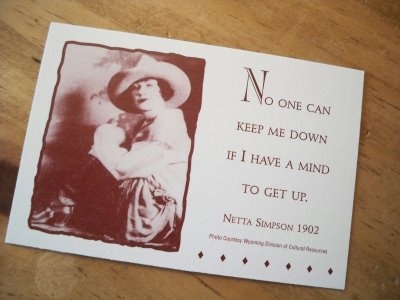 No one can
keep me down
if I have a mind
to get up.
Netta Simpson 1902
Photo Courtesy Wyoming Division of Cultural Resources